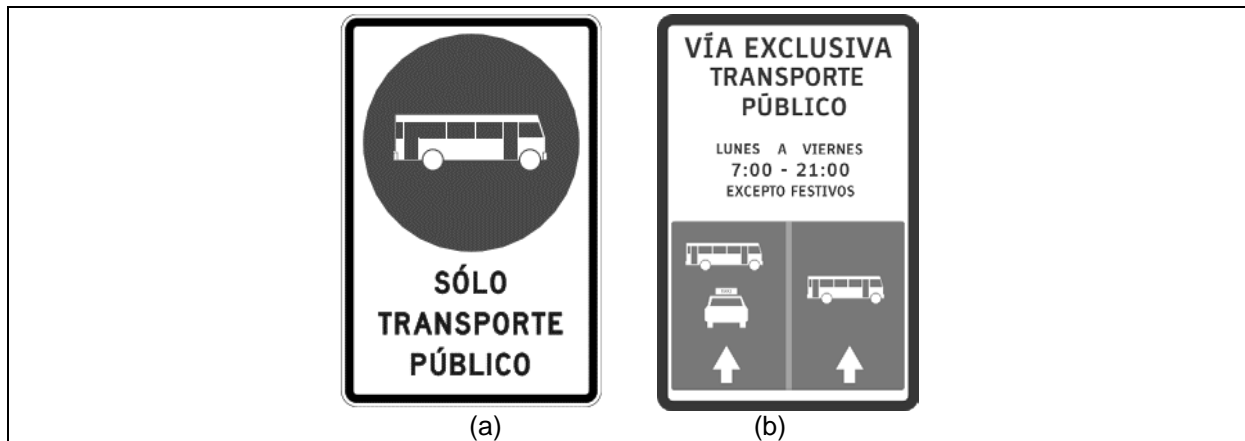 SÓLO
TRANSPORTE
PÚBLICO
(a)
VÍA EXCLUSIVA
TRANSPORTE
PÚBLICO
LUNES A VIERNES
7:00 - 21:00
EXCEPTO FESTIVOS
(b)